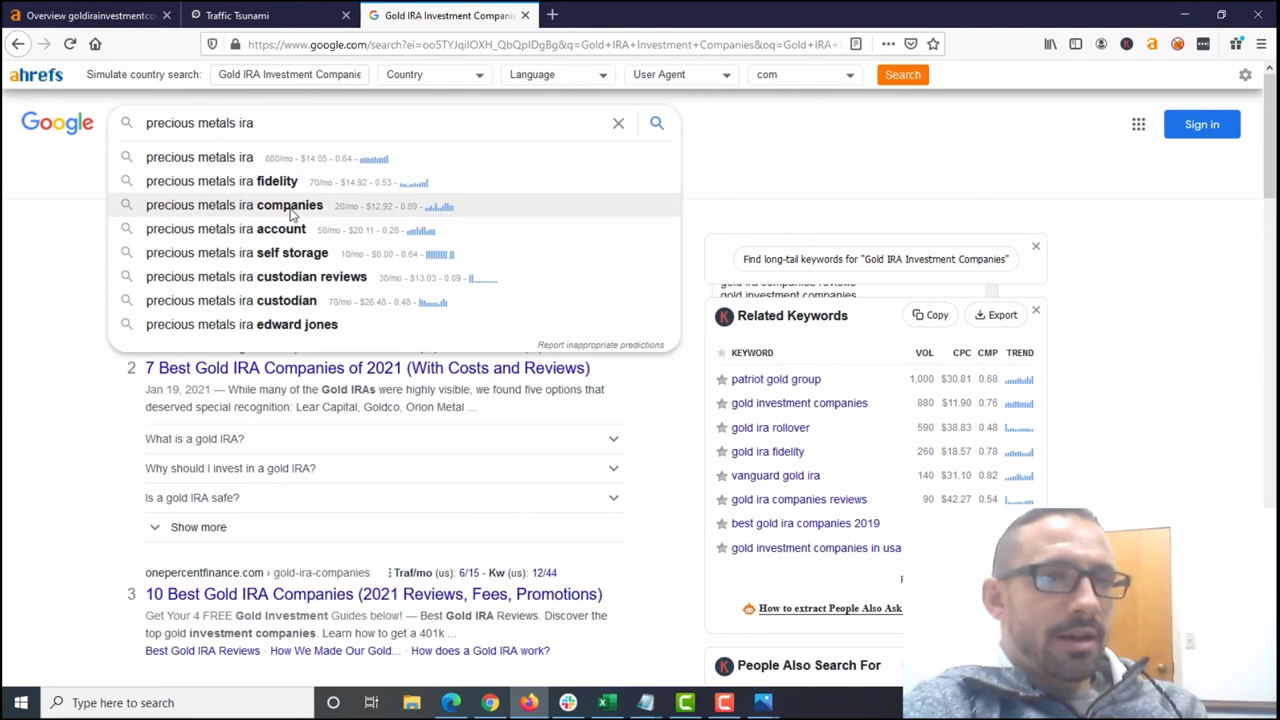 Overview goldirainvestmentco
Traffic Tsunami
Gold IRA Investment Compani
https://www.google.com/search?ei=oo5TYJqiIOXH_QbQpIDgBg&q=Gold+IRA+Investment+Companies&oq=Gold+IRA+I
ahrefs Simulate country search: Gold IRA Investment Companie Country Language User Agent com Search
Google precious metals ira Sign in
precious metals ira 880/mo - $14.05 - 0.64 -
precious metals ira fidelity 70/mo - $14.92 - 0.53 -
precious metals ira companies 20/mo - $12.92 - 0.89 -
precious metals ira account 50/mo - $20.11 - 0.28 -
precious metals ira self storage 10/mo - $0.00 - 0.64 -
precious metals ira custodian reviews 30/mo - $13.03 - 0.09 -
precious metals ira custodian 70/mo - $26.48 - 0.48 -
precious metals ira edward jones
Report inappropriate predictions
2 7 Best Gold IRA Companies of 2021 (With Costs and Reviews)
Jan 19, 2021 — While many of the Gold IRAs were highly visible, we found five options that
deserved special recognition: Lear Capital, Goldco, Orion Metal ...
What is a gold IRA?
Why should I invest in a gold IRA?
Is a gold IRA safe?
Show more
onepercentfinance.com › gold-ira-companies Traf/mo (us): 6/15 - Kw (us): 12/44
3 10 Best Gold IRA Companies (2021 Reviews, Fees, Promotions)
Get Your 4 FREE Gold Investment Guides below! — Best Gold IRA Reviews. Discover the
top gold investment companies. Learn how to get a 401k ...
Best Gold IRA Reviews · How We Made Our Gold... · How does a Gold IRA work?
Find long-tail keywords for "Gold IRA Investment Companies"
gold ira companies reviews
gold investment companies
Related Keywords Copy Export
KEYWORD VOL CPC CMP TREND
patriot gold group 1,000 $30.81 0.68
gold investment companies 880 $11.90 0.76
gold ira rollover 590 $38.83 0.48
gold ira fidelity 260 $18.57 0.78
vanguard gold ira 140 $31.10 0.82
gold ira companies reviews 90 $42.27 0.54
best gold ira companies 2019
gold investment companies in usa
How to extract People Also Ask
People Also Search For
Type here to search